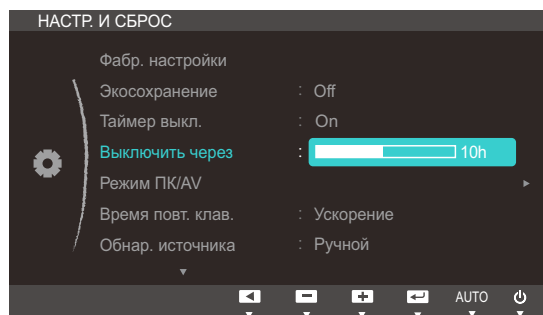 НАСТР. И СБРОС
Фабр. настройки
Экосохранение : Off
Таймер выкл. : On
Выключить через : 10h
Режим ПК/AV
Время повт. клав. : Ускорение
Обнар. источника : Ручной
AUTO